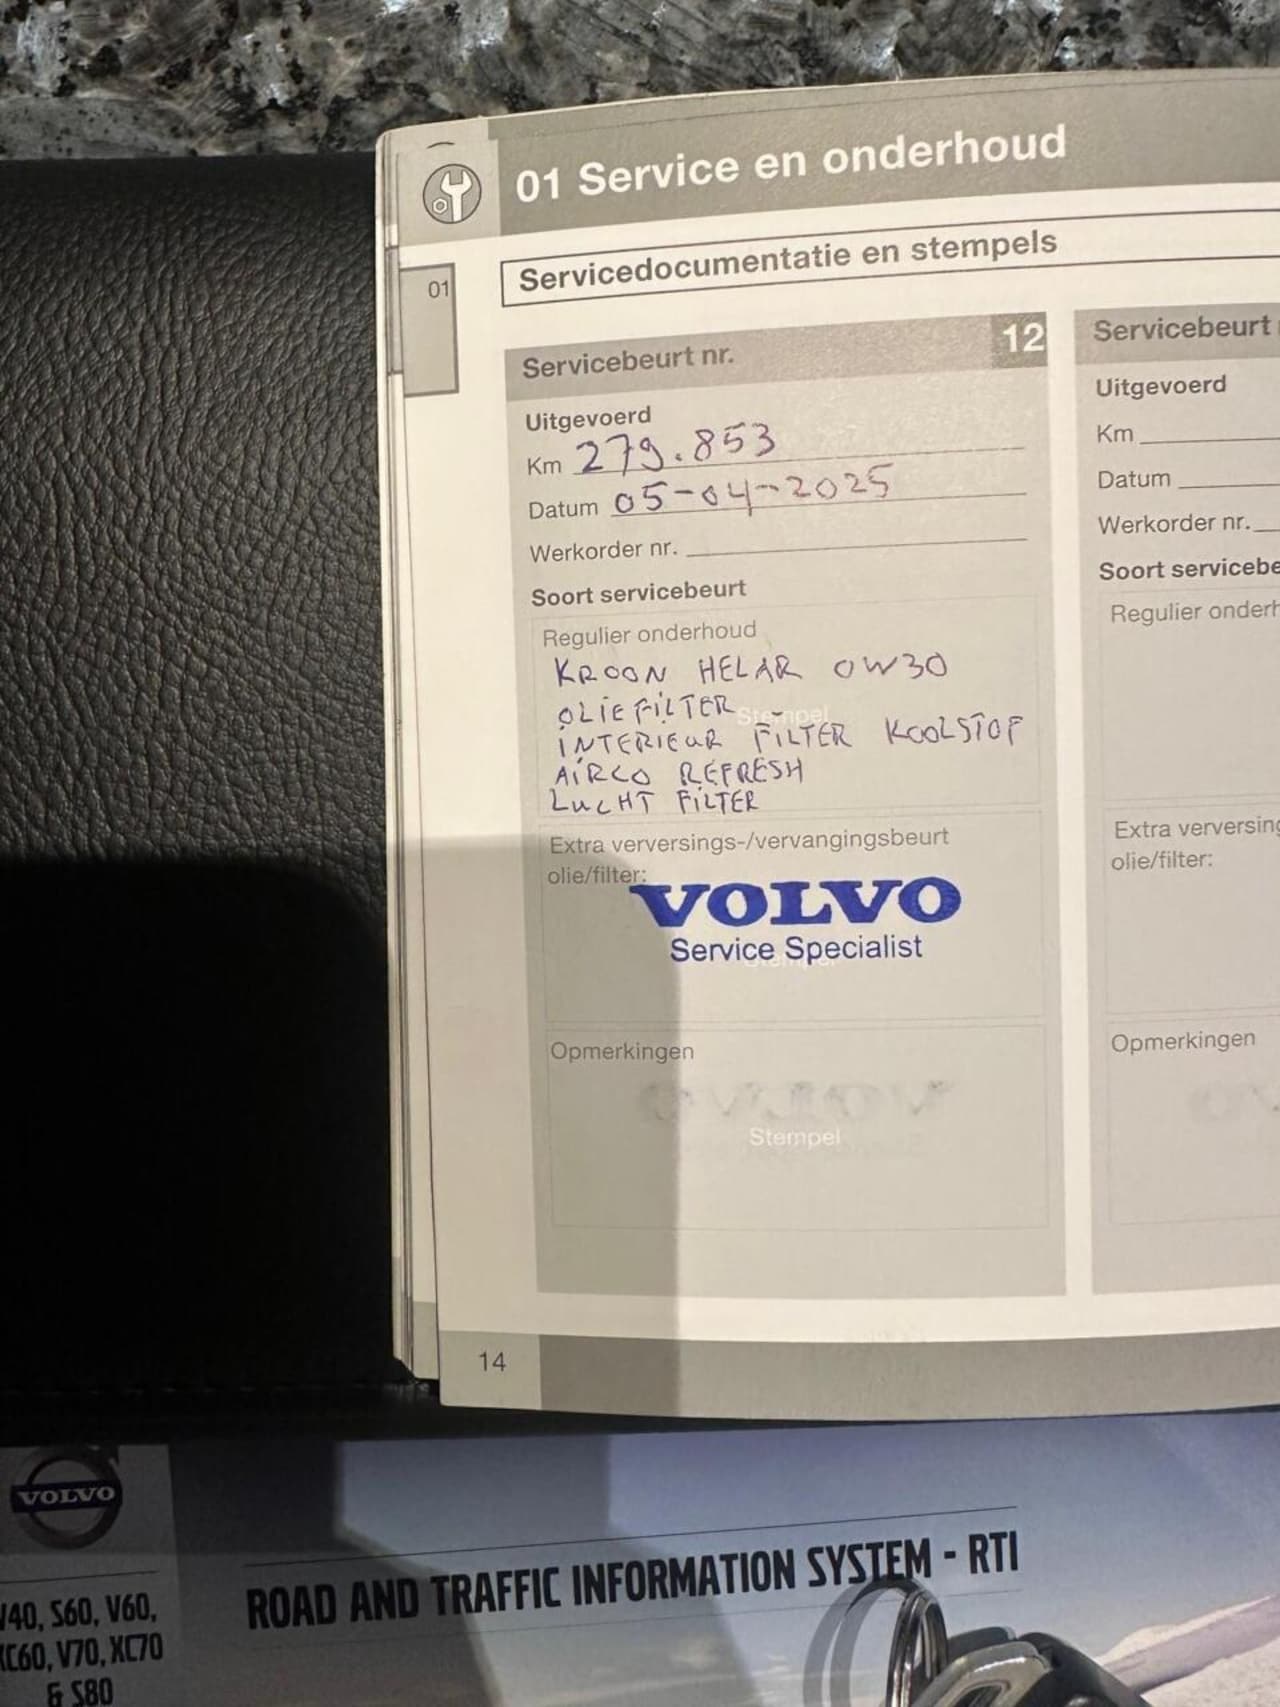 01 Service en onderhoud
01
Servicedocumentatie en stempels
Servicebeurt nr.
12
Uitgevoerd
Km 279.853
Datum 05-04-2025
Werkorder nr.
Soort servicebeurt
Regulier onderhoud
KROON HELAR 0W30
OLIEFILTER
Stempel
INTERIEUR FILTER KOOLSTOF
AIRCO REFRESH
LUCHT FILTER
Extra verversings-/vervangingsbeurt
olie/filter:
VOLVO
Service Specialist
Stempel
Opmerkingen
Stempel
Servicebeurt
Uitgevoerd
Km
Datum
Werkorder nr.
Soort servicebe
Regulier onderh
Extra verversing
olie/filter:
Opmerkingen
14
VOLVO
V40, S60, V60,
XC60, V70, XC70
& S80
ROAD AND TRAFFIC INFORMATION SYSTEM - RTI